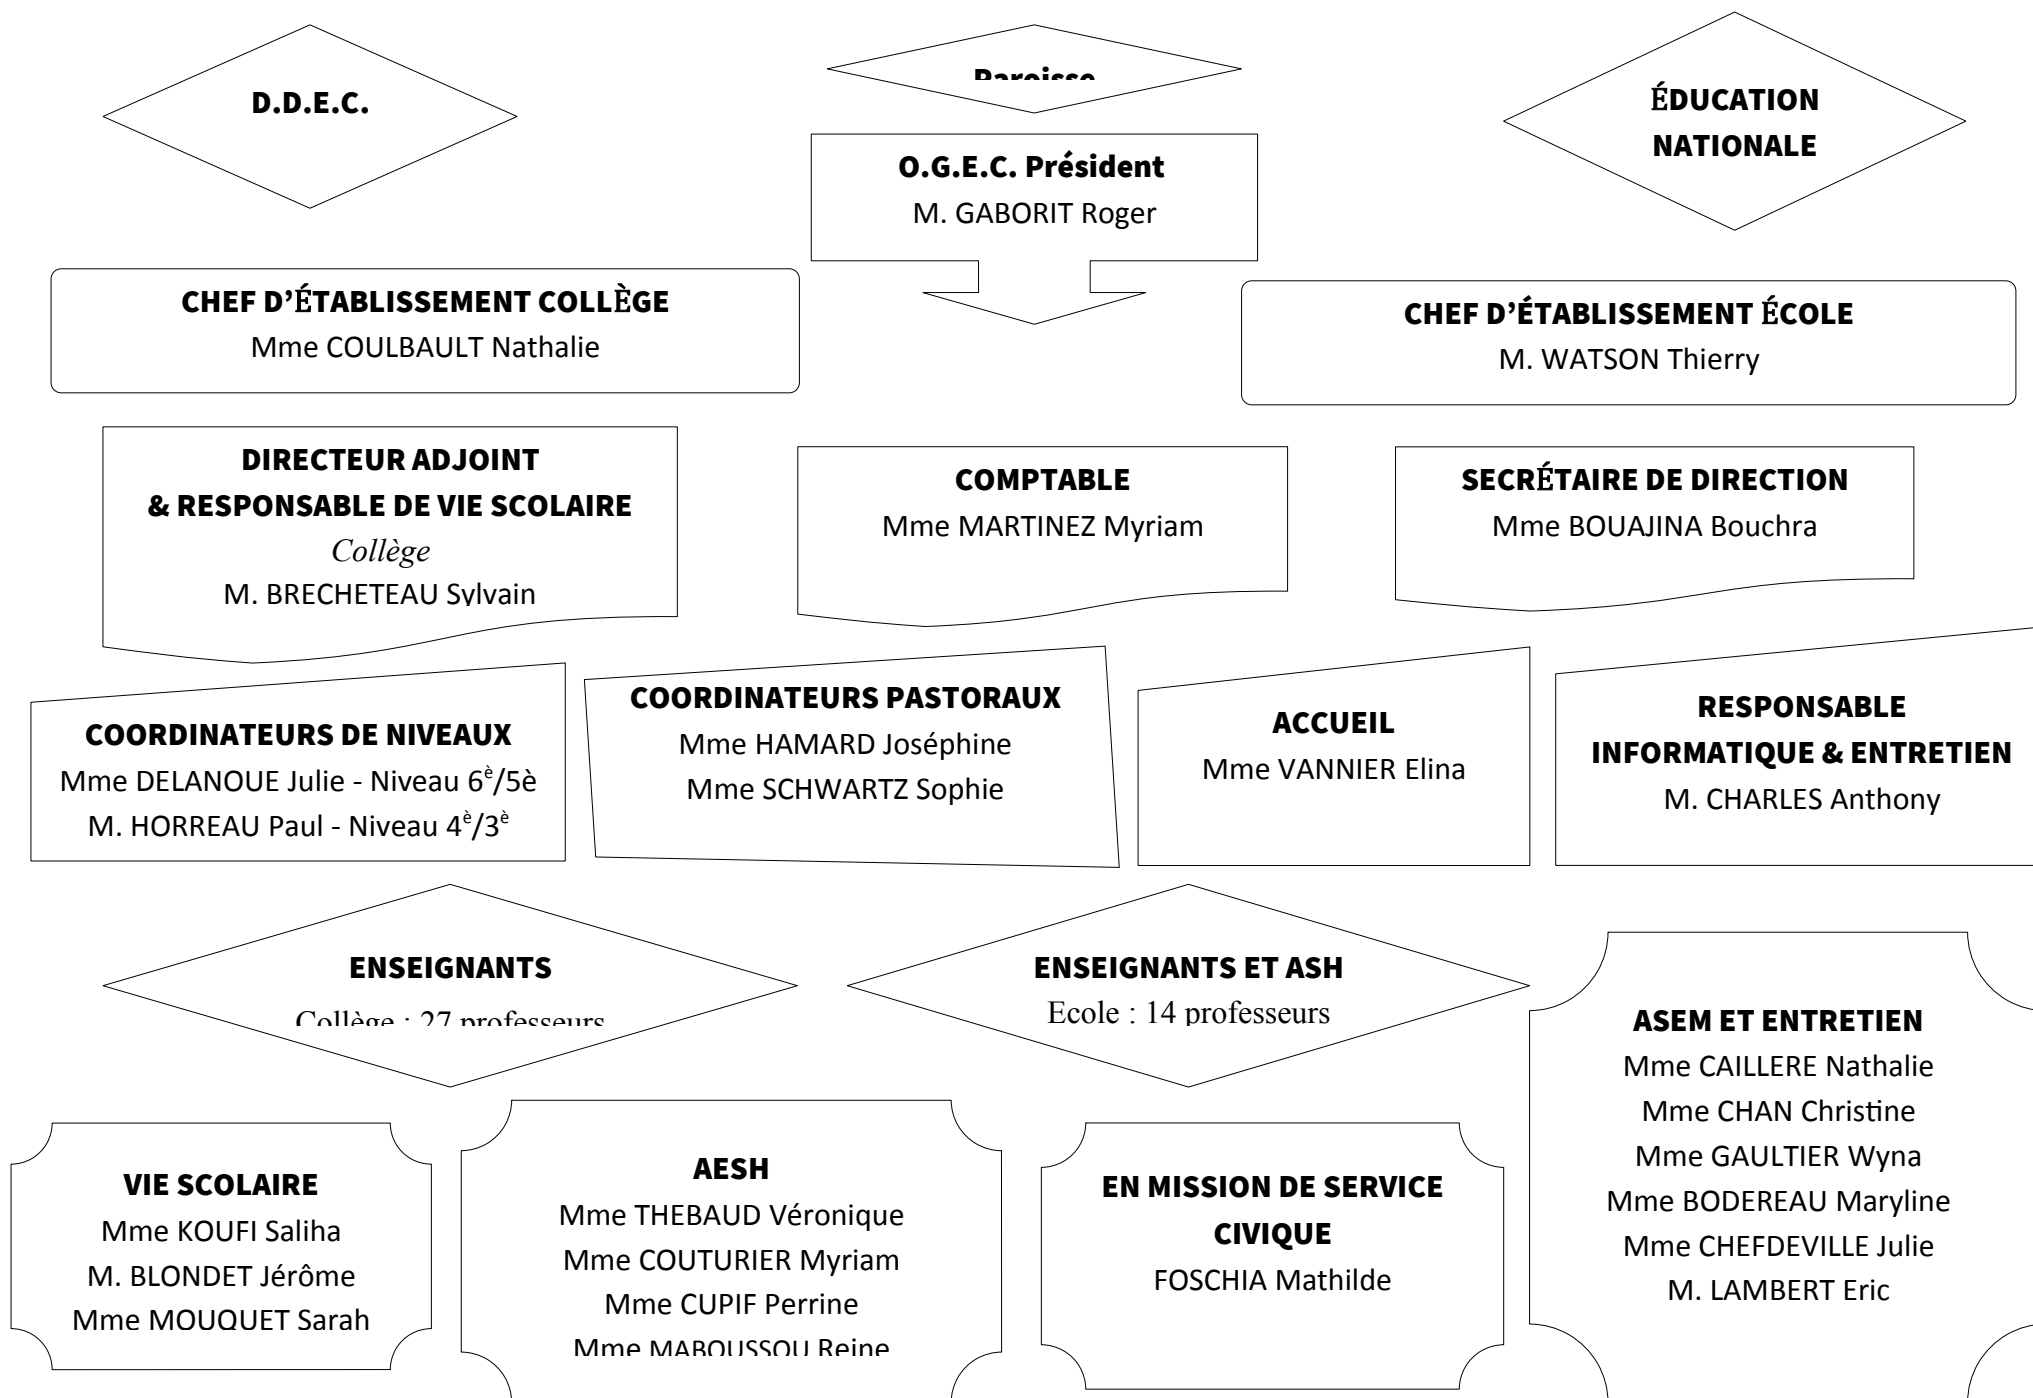 D.D.E.C.
Paroisse
ÉDUCATION
NATIONALE
O.G.E.C. Président
M. GABORIT Roger
CHEF D’ÉTABLISSEMENT COLLÈGE
Mme COULBAULT Nathalie
CHEF D’ÉTABLISSEMENT ÉCOLE
M. WATSON Thierry
DIRECTEUR ADJOINT
& RESPONSABLE DE VIE SCOLAIRE
Collège
M. BRECHETEAU Sylvain
COMPTABLE
Mme MARTINEZ Myriam
SECRÉTAIRE DE DIRECTION
Mme BOUAJINA Bouchra
COORDINATEURS DE NIVEAUX
Mme DELANOUE Julie - Niveau 6è/5è
M. HORREAU Paul - Niveau 4è/3è
COORDINATEURS PASTORAUX
Mme HAMARD Joséphine
Mme SCHWARTZ Sophie
ACCUEIL
Mme VANNIER Elina
RESPONSABLE
INFORMATIQUE & ENTRETIEN
M. CHARLES Anthony
ENSEIGNANTS
Collège : 27 professeurs
ENSEIGNANTS ET ASH
Ecole : 14 professeurs
ASEM ET ENTRETIEN
Mme CAILLERE Nathalie
Mme CHAN Christine
Mme GAULTIER Wyna
Mme BODEREAU Maryline
Mme CHEFDEVILLE Julie
M. LAMBERT Eric
VIE SCOLAIRE
Mme KOUFI Saliha
M. BLONDET Jérôme
Mme MOUQUET Sarah
AESH
Mme THEBAUD Véronique
Mme COUTURIER Myriam
Mme CUPIF Perrine
Mme MABOUSSOU Reine
EN MISSION DE SERVICE
CIVIQUE
FOSCHIA Mathilde